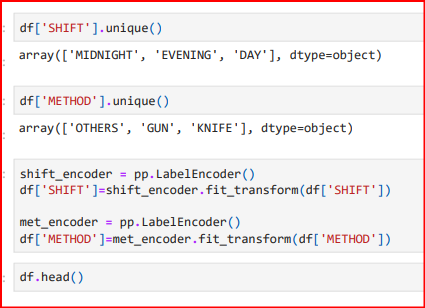 df['SHIFT'].unique()
array(['MIDNIGHT', 'EVENING', 'DAY'], dtype=object)
df['METHOD'].unique()
array(['OTHERS', 'GUN', 'KNIFE'], dtype=object)
shift_encoder = pp.LabelEncoder()
df['SHIFT']=shift_encoder.fit_transform(df['SHIFT'])
met_encoder = pp.LabelEncoder()
df['METHOD']=met_encoder.fit_transform(df['METHOD'])
df.head()